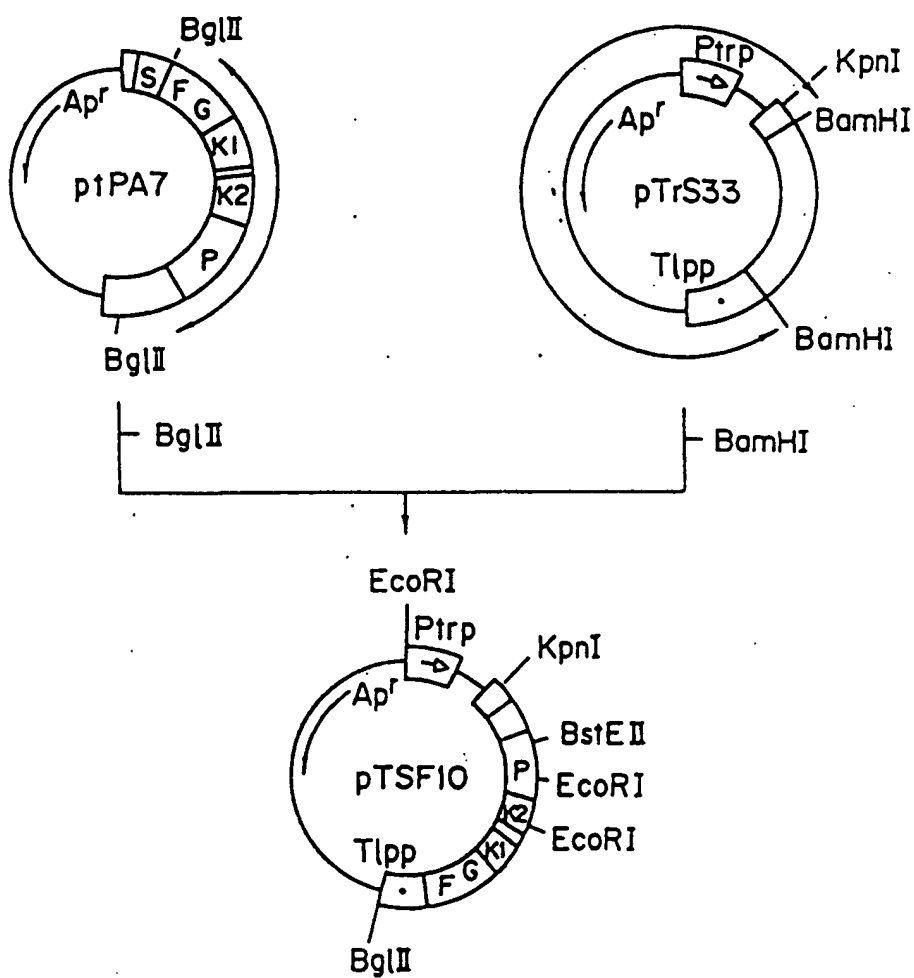 BglII
S
F
G
K1
K2
P
Apʳ
ptPA7
BglII
Ptrp
KpnI
BamHI
Apʳ
pTrS33
Tlpp
BamHI
BglII
BamHI
EcoRI
Ptrp
KpnI
Apʳ
BstEII
pTSF10
P
EcoRI
K2
EcoRI
K1
Tlpp
G
F
BglII